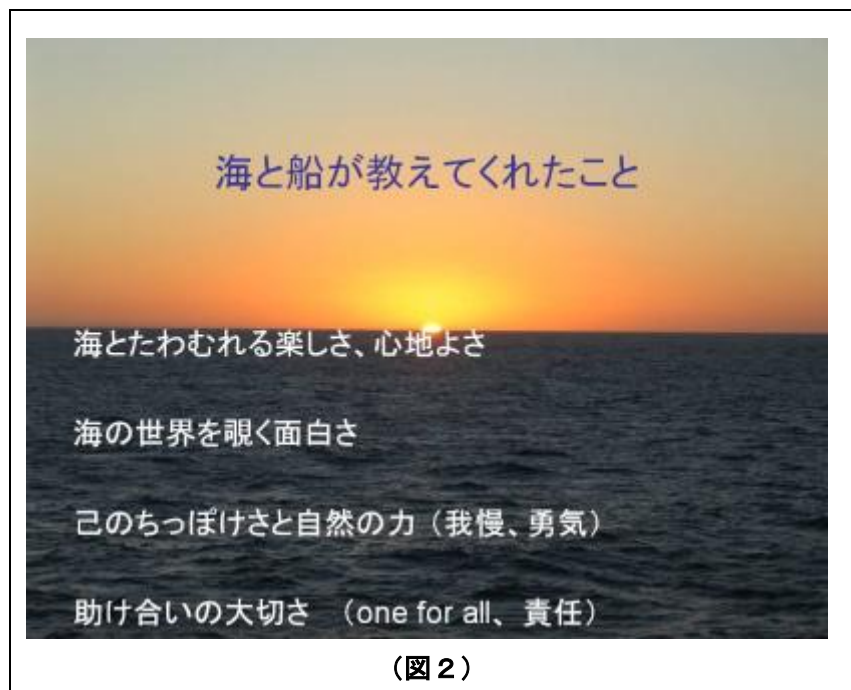 海と船が教えてくれたこと
海とたわむれる楽しさ、心地よさ
海の世界を覗く面白さ
己のちっぽけさと自然の力（我慢、勇気）
助け合いの大切さ　（one for all、責任）
（図２）